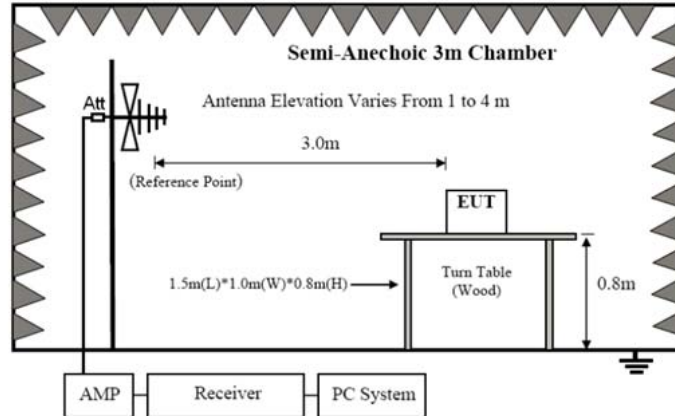 Semi-Anechoic 3m Chamber
Att
Antenna Elevation Varies From 1 to 4 m
3.0m
(Reference Point)
EUT
1.5m(L)*1.0m(W)*0.8m(H)
Turn Table
(Wood)
0.8m
AMP
Receiver
PC System